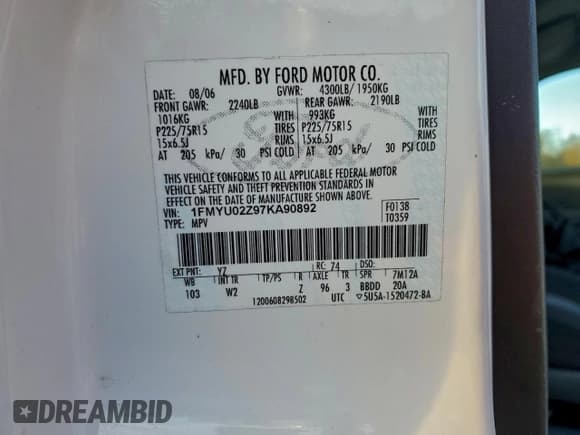 MFD. BY FORD MOTOR CO.
DATE: 08/06 GVWR: 4300LB/ 1950KG
FRONT GAWR: 2240LB REAR GAWR: 2190LB
1016KG 993KG
P225/75R15 TIRES P225/75R15 TIRES
15x6.5J RIMS 15x6.5J RIMS
AT 205 kPa/ 30 PSI COLD AT 205 kPa/ 30 PSI COLD
THIS VEHICLE CONFORMS TO ALL APPLICABLE FEDERAL MOTOR
VEHICLE SAFETY AND THEFT PREVENTION STANDARDS IN
EFFECT ON THE DATE OF MANUFACTURE SHOWN ABOVE.
VIN: 1FMYU02Z97KA90892 F0138
TYPE: MPV T0359
EXT PNT: YZ RC: 74 DSO:
WB INT TR TP/PS R AXLE TR SPR 7M12A
103 W2 Z 96 3 BBDD 20A
1200608298502 UTC ▽5U5A-1520472-BA
DREAMBID